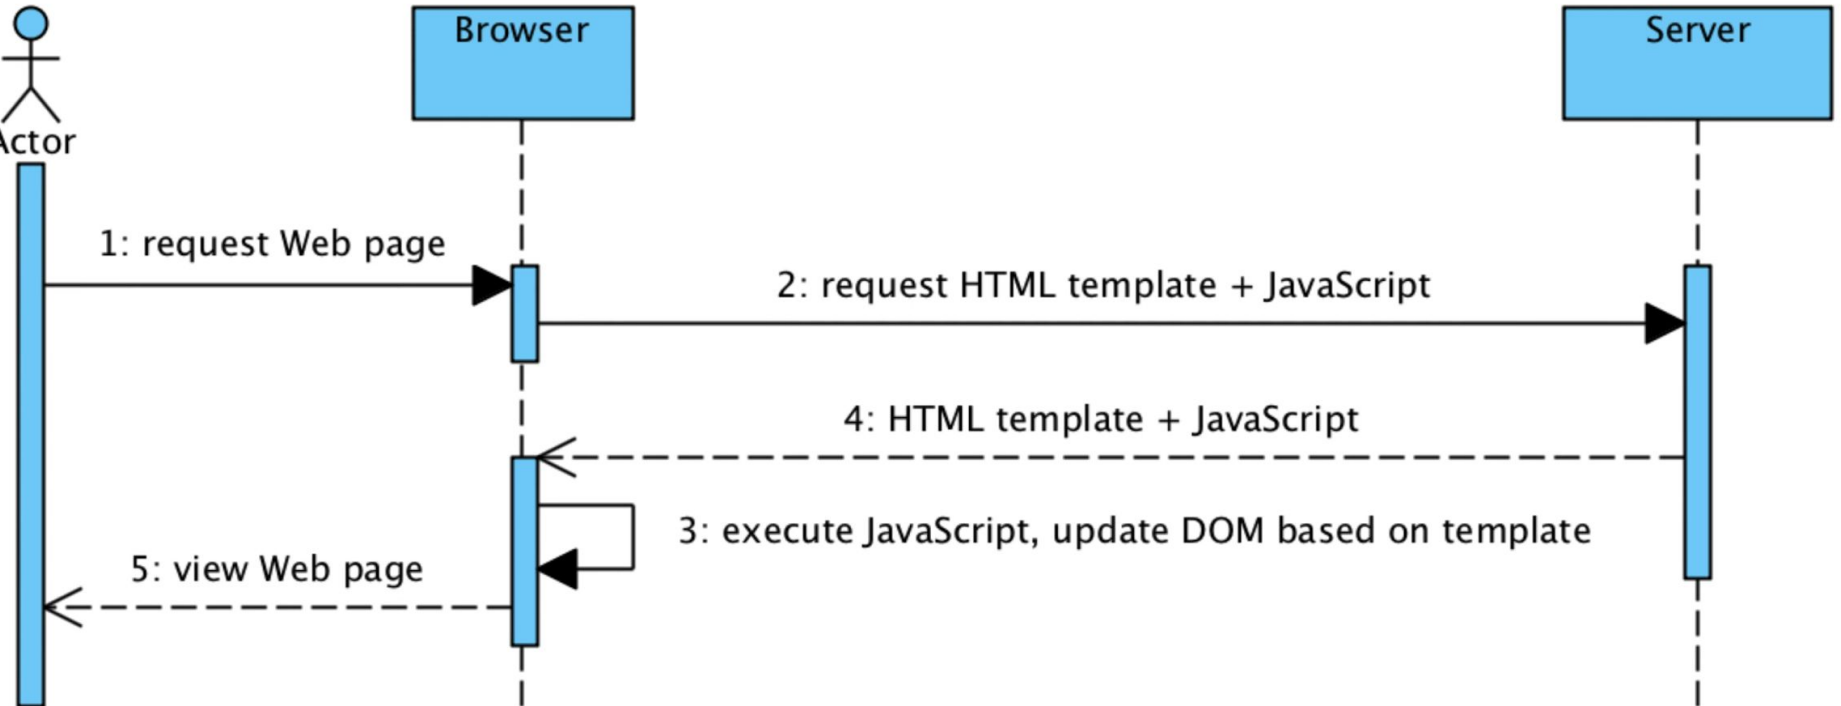 Browser
Server
Actor
1: request Web page
2: request HTML template + JavaScript
4: HTML template + JavaScript
3: execute JavaScript, update DOM based on template
5: view Web page